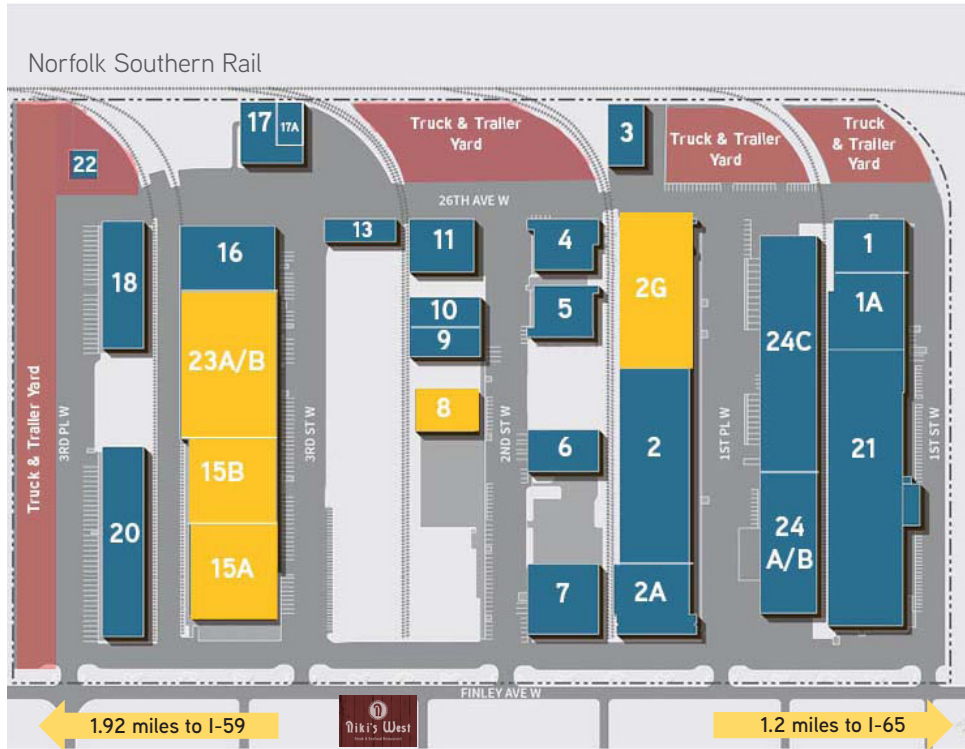 Norfolk Southern Rail
17
17A
Truck & Trailer
Yard
3
Truck & Trailer
Yard
Truck
& Trailer
Yard
22
26TH AVE W
18
16
13
11
4
2G
1
10
9
5
1A
24C
23A/B
8
Truck & Trailer Yard
3RD PL W
3RD ST W
2ND ST W
1ST PL W
1ST ST W
6
2
21
15B
20
15A
24
A/B
7
2A
FINLEY AVE W
1.92 miles to I-59
Niki's West
1.2 miles to I-65